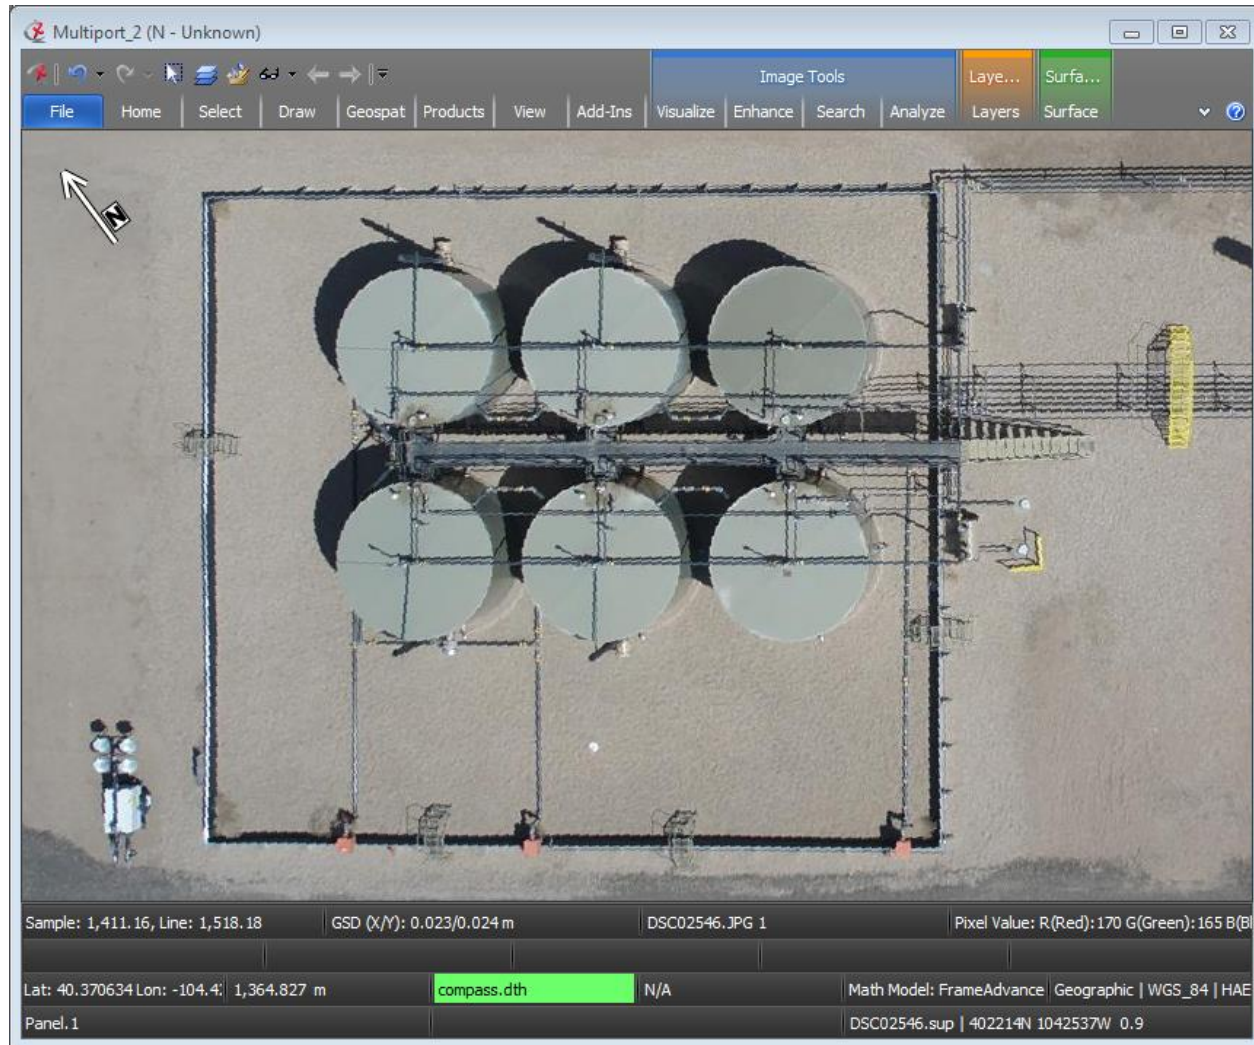 Multiport_2 (N - Unknown)
Image Tools
Laye...
Surfa...
File Home Select Draw Geospat Products View Add-Ins Visualize Enhance Search Analyze Layers Surface
N
Sample: 1,411.16, Line: 1,518.18 GSD (X/Y): 0.023/0.024 m DSC02546.JPG 1 Pixel Value: R(Red):170 G(Green):165 B(Bl
Lat: 40.370634 Lon: -104.4 1,364.827 m compass.dth N/A Math Model: FrameAdvance Geographic | WGS_84 | HAE
Panel.1 DSC02546.sup | 402214N 1042537W 0.9